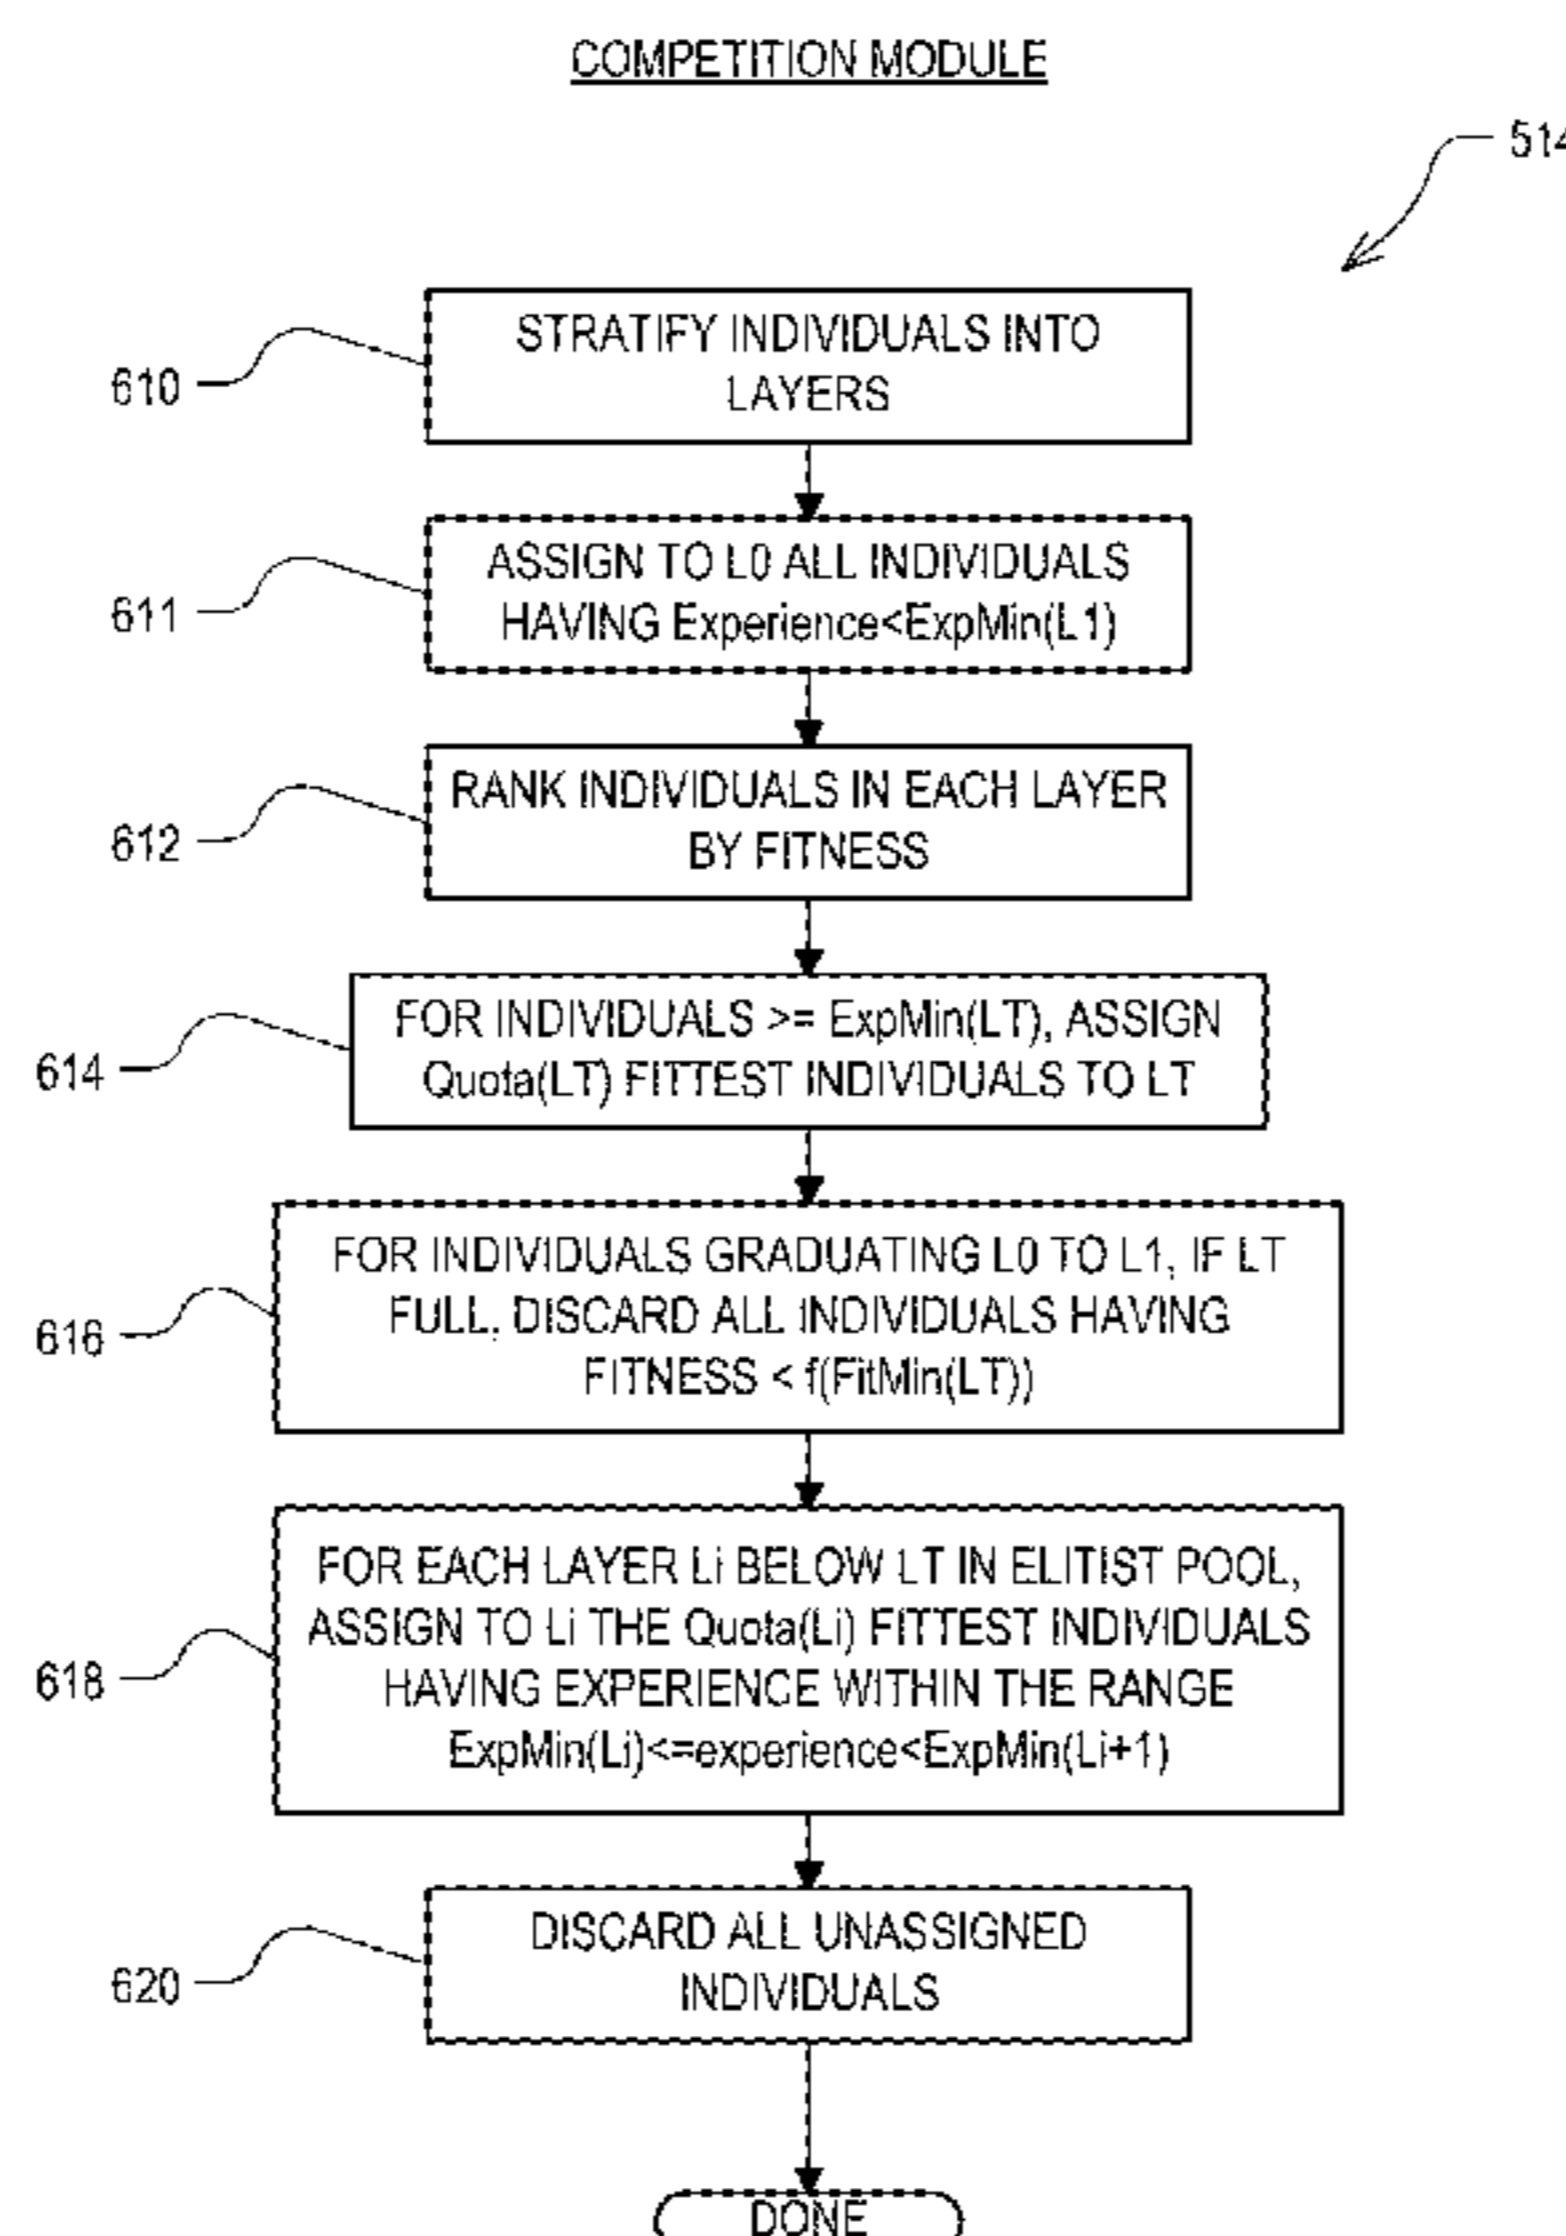 COMPETITION MODULE
514
610
STRATIFY INDIVIDUALS INTO
LAYERS
611
ASSIGN TO L0 ALL INDIVIDUALS
HAVING Experience<ExpMin(L1)
612
RANK INDIVIDUALS IN EACH LAYER
BY FITNESS
614
FOR INDIVIDUALS >= ExpMin(LT), ASSIGN
Quota(LT) FITTEST INDIVIDUALS TO LT
616
FOR INDIVIDUALS GRADUATING L0 TO L1, IF LT
FULL, DISCARD ALL INDIVIDUALS HAVING
FITNESS < f(FitMin(LT))
618
FOR EACH LAYER Li BELOW LT IN ELITIST POOL,
ASSIGN TO Li THE Quota(Li) FITTEST INDIVIDUALS
HAVING EXPERIENCE WITHIN THE RANGE
ExpMin(Li)<=experience<ExpMin(Li+1)
620
DISCARD ALL UNASSIGNED
INDIVIDUALS
DONE